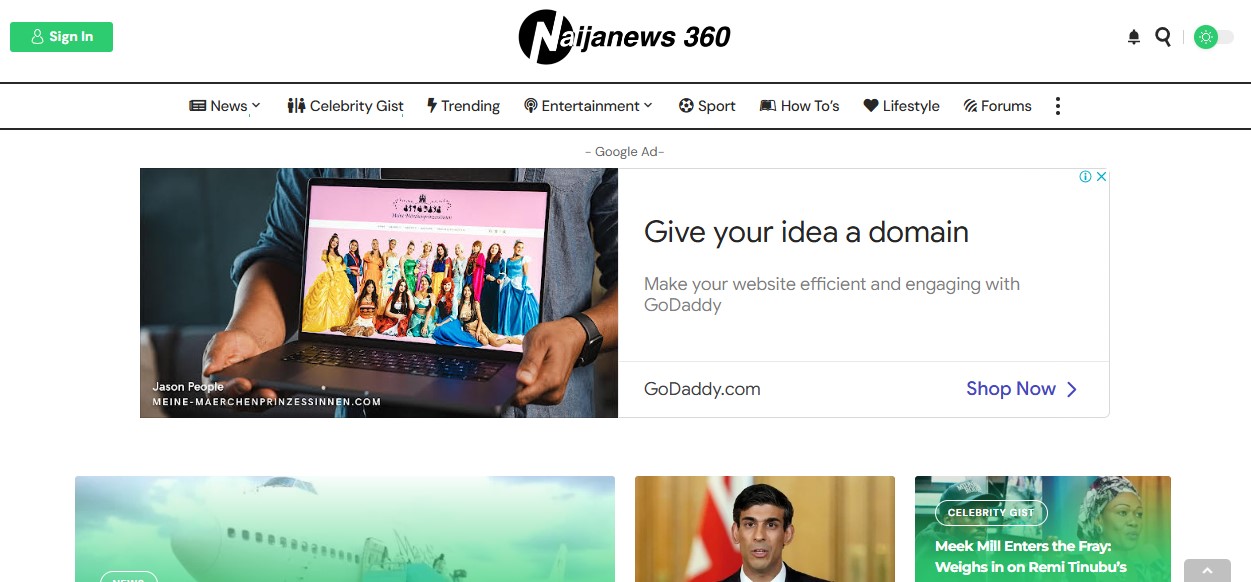 Sign In
Naijanews 360
News
Celebrity Gist
Trending
Entertainment
Sport
How To's
Lifestyle
Forums
- Google Ad-
Give your idea a domain
Make your website efficient and engaging with
GoDaddy
Jason People
MEINE-MAERCHENPRINZESSINNEN.COM
GoDaddy.com
Shop Now
NEWS
CELEBRITY GIST
Meek Mill Enters the Fray:
Weighs in on Remi Tinubu's